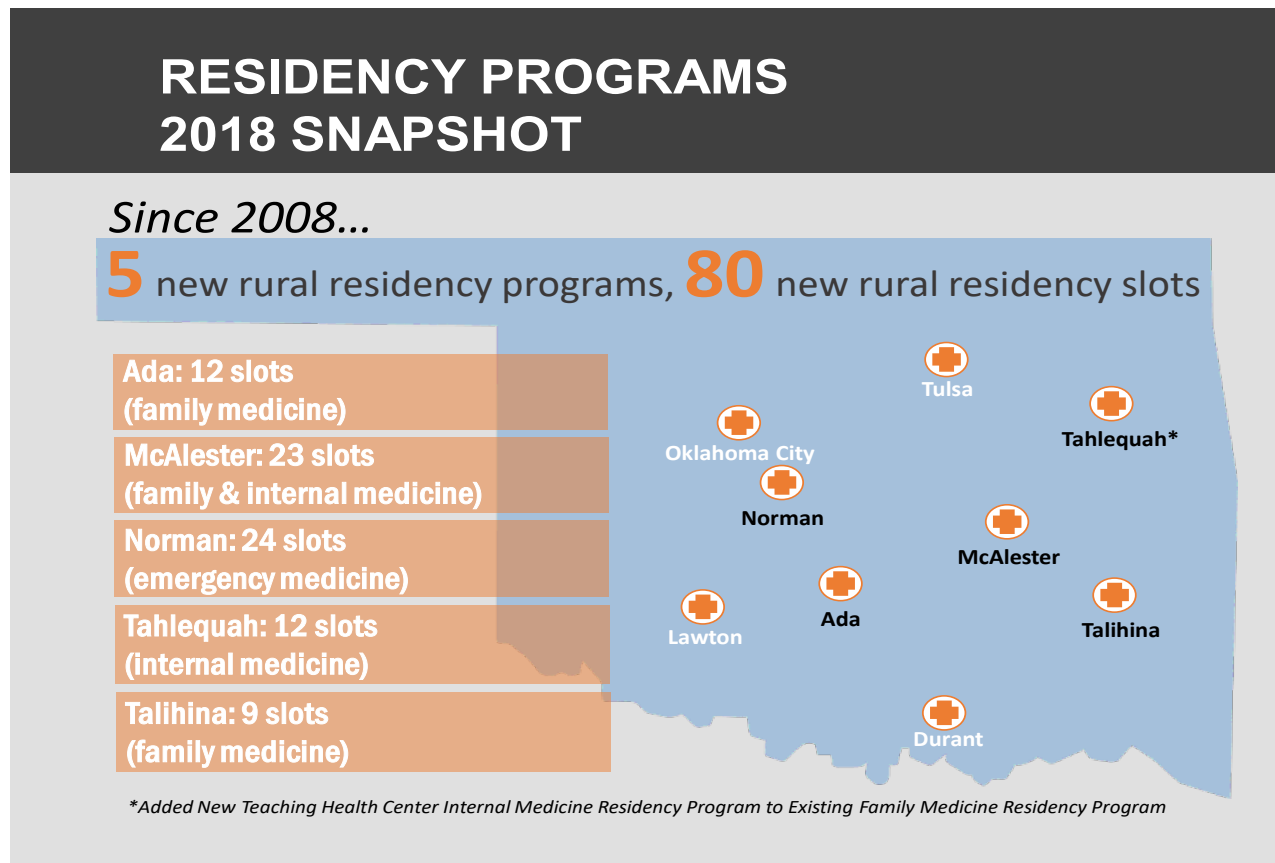 RESIDENCY PROGRAMS
2018 SNAPSHOT
Since 2008…
5 new rural residency programs, 80 new rural residency slots
Ada: 12 slots
(family medicine)
McAlester: 23 slots
(family & internal medicine)
Norman: 24 slots
(emergency medicine)
Tahlequah: 12 slots
(internal medicine)
Talihina: 9 slots
(family medicine)
Tulsa
Tahlequah*
Oklahoma City
Norman
McAlester
Ada
Lawton
Talihina
Durant
*Added New Teaching Health Center Internal Medicine Residency Program to Existing Family Medicine Residency Program